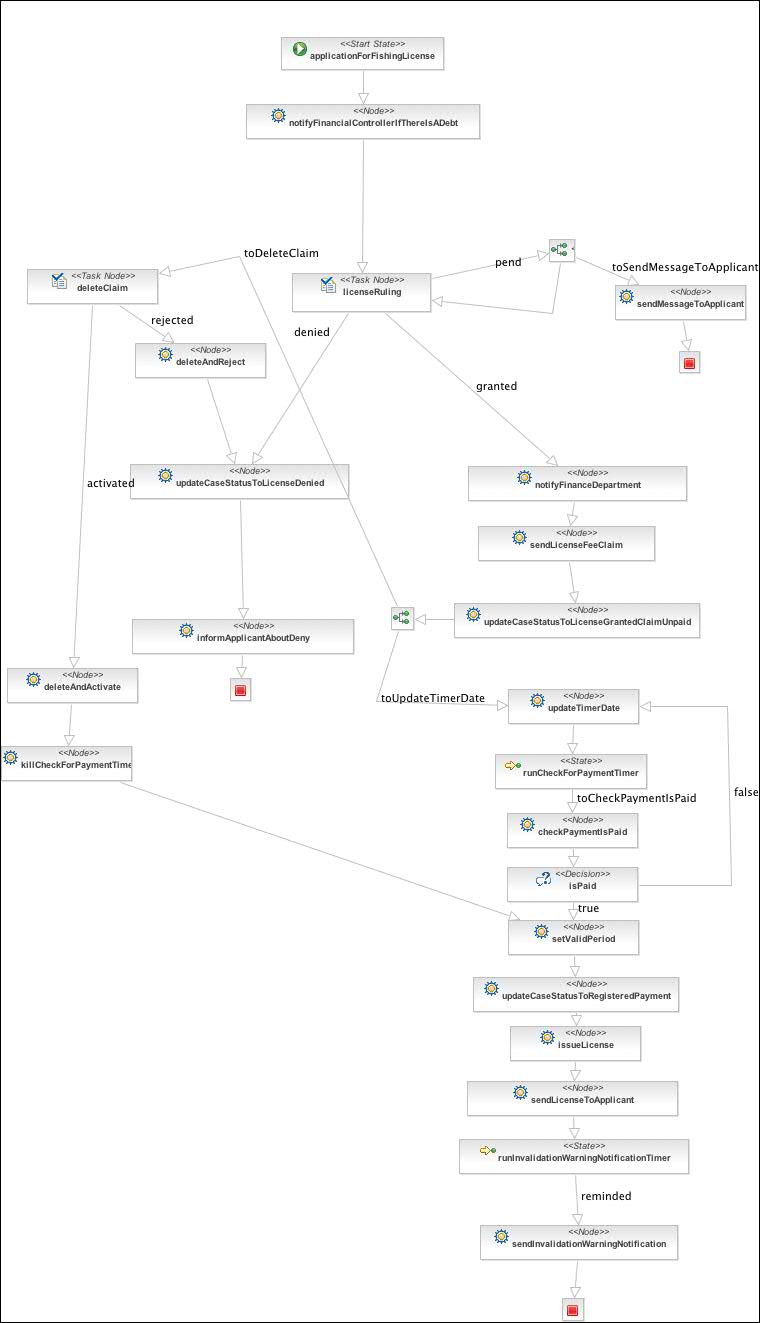 <<Start State>>
applicationForFishingLicense
<<Node>>
notifyFinancialControllerIfThereIsADebt
toDeleteClaim
pend
toSendMessageToApplicant
<<Task Node>>
deleteClaim
<<Task Node>>
licenseRuling
<<Node>>
sendMessageToApplicant
rejected
denied
<<Node>>
deleteAndReject
granted
<<Node>>
updateCaseStatusToLicenseDenied
<<Node>>
notifyFinanceDepartment
activated
<<Node>>
sendLicenseFeeClaim
<<Node>>
updateCaseStatusToLicenseGrantedClaimUnpaid
<<Node>>
informApplicantAboutDeny
<<Node>>
deleteAndActivate
toUpdateTimerDate
<<Node>>
updateTimerDate
<<Node>>
killCheckForPaymentTime
<<State>>
runCheckForPaymentTimer
toCheckPaymentIsPaid
false
<<Node>>
checkPaymentIsPaid
<<Decision>>
isPaid
true
<<Node>>
setValidPeriod
<<Node>>
updateCaseStatusToRegisteredPayment
<<Node>>
issueLicense
<<Node>>
sendLicenseToApplicant
<<State>>
runInvalidationWarningNotificationTimer
reminded
<<Node>>
sendInvalidationWarningNotification